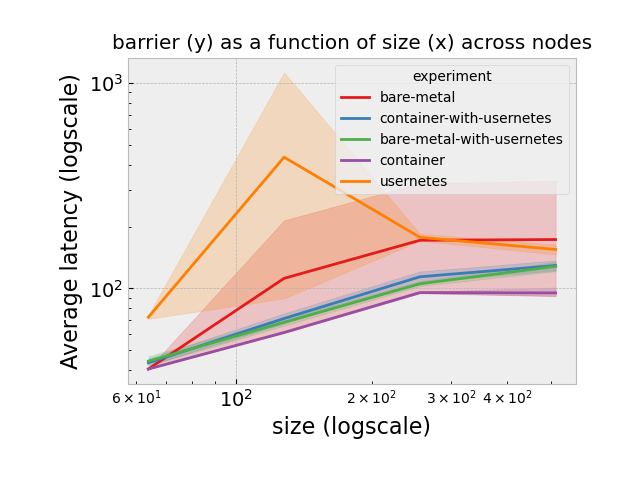 barrier (y) as a function of size (x) across nodes
experiment
bare-metal
container-with-usernetes
bare-metal-with-usernetes
container
usernetes
Average latency (logscale)
10³
10²
6 × 10¹
10²
2 × 10²
3 × 10²
4 × 10²
size (logscale)